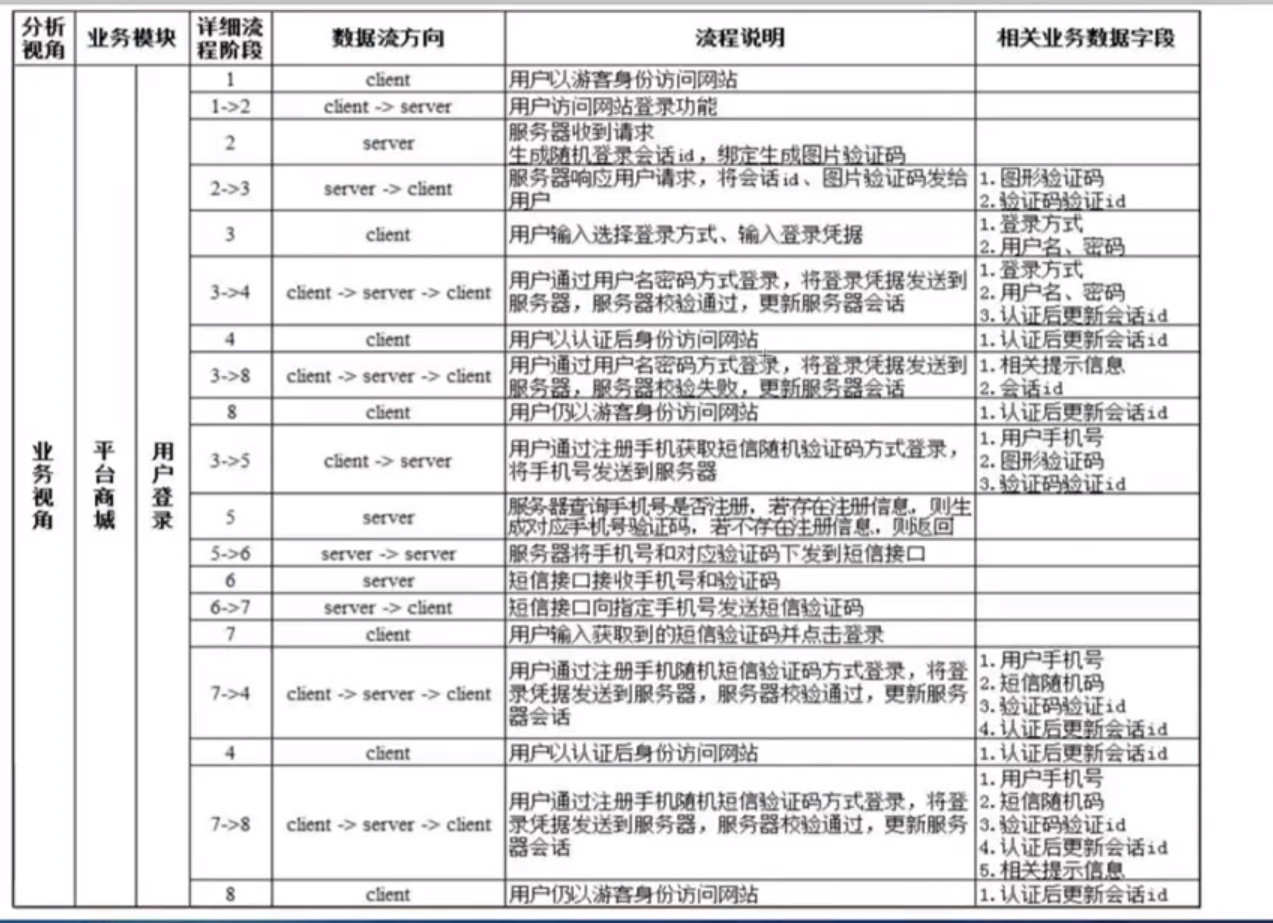 分析
视角
业务模块
详细流
程阶段
数据流方向
流程说明
相关业务数据字段
业务视角
平台商城
用户登录
1
client
用户以游客身份访问网站
1->2
client -> server
用户访问网站登录功能
2
server
服务器收到请求
生成随机登录会话id，绑定生成图片验证码
2->3
server -> client
服务器响应用户请求，将会话id、图片验证码发给
用户
1.图形验证码
2.验证码验证id
3
client
用户输入选择登录方式、输入登录凭据
1.登录方式
2.用户名、密码
3->4
client -> server -> client
用户通过用户名密码方式登录，将登录凭据发送到
服务器，服务器校验通过，更新服务器会话
1.登录方式
2.用户名、密码
3.认证后更新会话id
4
client
用户以认证后身份访问网站
1.认证后更新会话id
3->8
client -> server -> client
用户通过用户名密码方式登录，将登录凭据发送到
服务器，服务器校验失败，更新服务器会话
1.相关提示信息
2.会话id
8
client
用户仍以游客身份访问网站
1.认证后更新会话id
3->5
client -> server
用户通过注册手机获取短信随机验证码方式登录，
将手机号发送到服务器
1.用户手机号
2.图形验证码
3.验证码验证id
5
server
服务器查询手机号是否注册，若存在注册信息，则生
成对应手机号验证码，若不存在注册信息，则返回
5->6
server -> server
服务器将手机号和对应验证码下发到短信接口
6
server
短信接口接收手机号和验证码
6->7
server -> client
短信接口向指定手机号发送短信验证码
7
client
用户输入获取到的短信验证码并点击登录
7->4
client -> server -> client
用户通过注册手机随机短信验证码方式登录，将登
录凭据发送到服务器，服务器校验通过，更新服务
器会话
1.用户手机号
2.短信随机码
3.验证码验证id
4.认证后更新会话id
4
client
用户以认证后身份访问网站
1.认证后更新会话id
7->8
client -> server -> client
用户通过注册手机随机短信验证码方式登录，将登
录凭据发送到服务器，服务器校验通过，更新服务
器会话
1.用户手机号
2.短信随机码
3.验证码验证id
4.认证后更新会话id
5.相关提示信息
8
client
用户仍以游客身份访问网站
1.认证后更新会话id